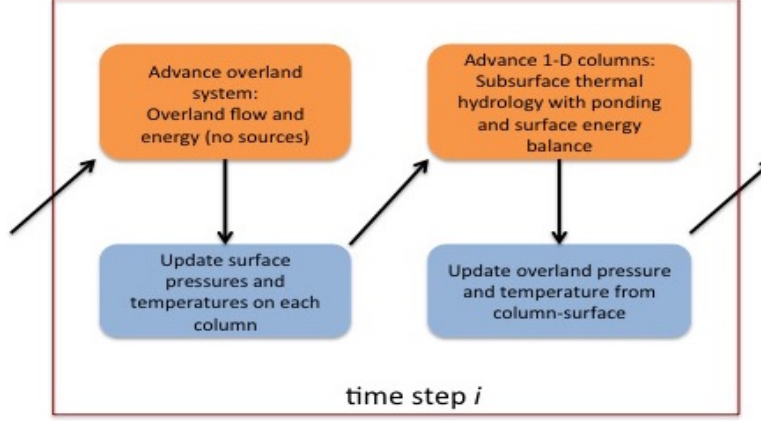 Advance overland
system:
Overland flow and
energy (no sources)
Update surface
pressures and
temperatures on each
column
Advance 1-D columns:
Subsurface thermal
hydrology with ponding
and surface energy
balance
Update overland pressure
and temperature from
column-surface
time step i